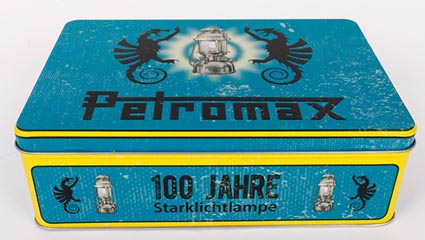 Petromax
100 JAHRE
Starklichtlampe